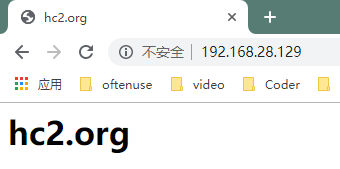 hc2.org
不安全 192.168.28.129
应用 oftenuse video Coder
hc2.org